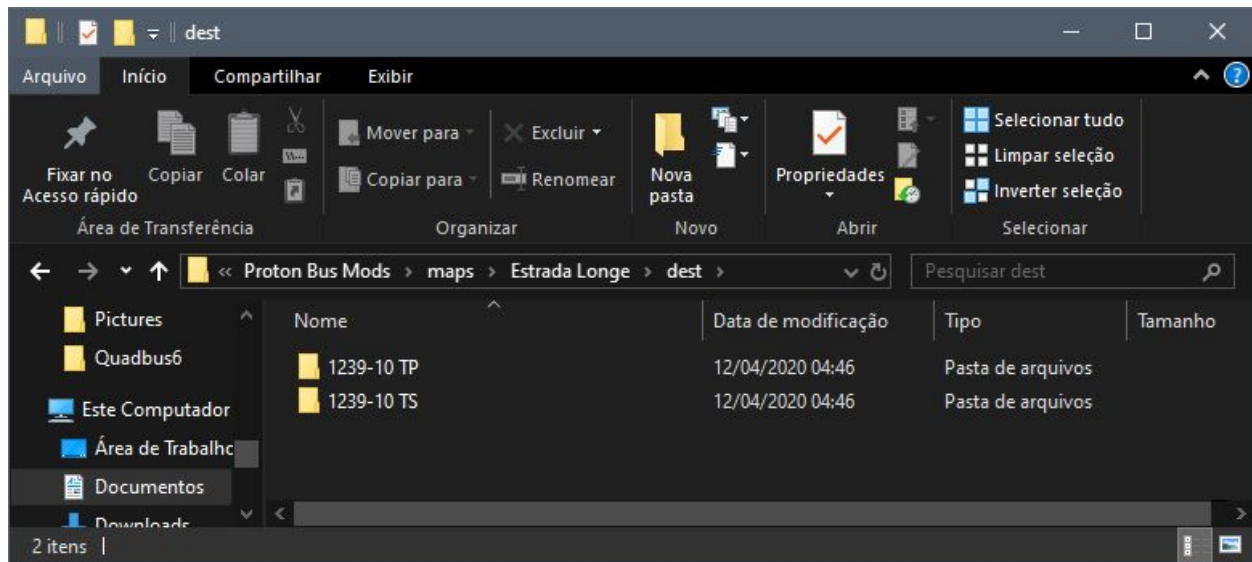 dest
Arquivo Início Compartilhar Exibir
Fixar no Acesso rápido
Copiar
Colar
Área de Transferência
Mover para
Copiar para
Excluir
Renomear
Organizar
Nova pasta
Novo
Propriedades
Abrir
Selecionar tudo
Limpar seleção
Inverter seleção
Selecionar
« Proton Bus Mods › maps › Estrada Longe › dest ›
Pesquisar dest
Pictures
Quadbus6
Este Computador
Área de Trabalhc
Documentos
Downloads
Nome Data de modificação Tipo Tamanho
1239-10 TP 12/04/2020 04:46 Pasta de arquivos
1239-10 TS 12/04/2020 04:46 Pasta de arquivos
2 itens